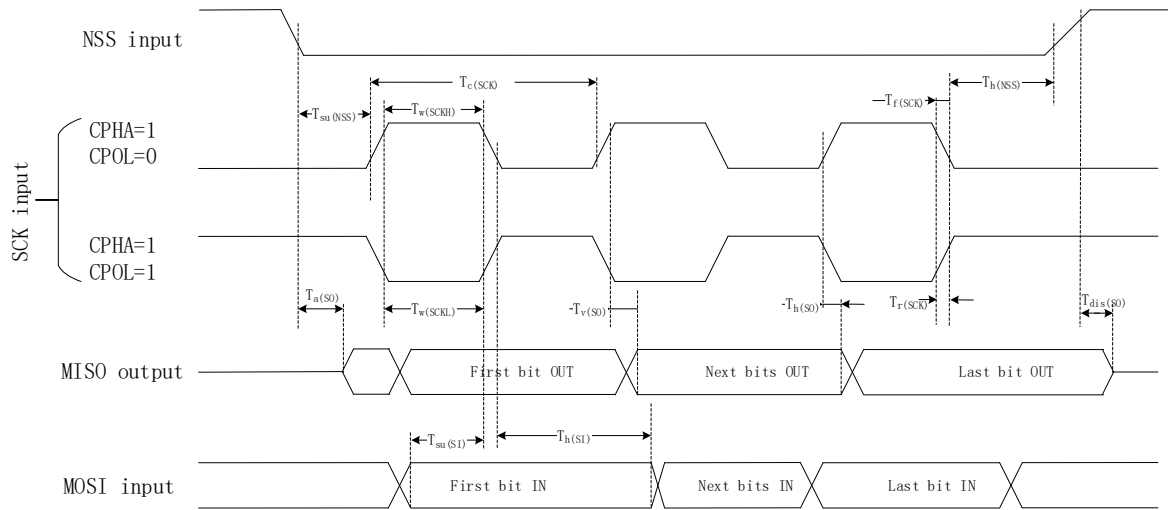 NSS input
Tc(SCK)
Th(NSS)
Tf(SCK)
Tsu(NSS)
Tw(SCKH)
CPHA=1
CPOL=0
SCK input
CPHA=1
CPOL=1
Ta(SO)
Tw(SCKL)
Tv(SO)
Th(SO)
Tr(SCK)
Tdis(SO)
MISO output
First bit OUT
Next bits OUT
Last bit OUT
Tsu(SI)
Th(SI)
MOSI input
First bit IN
Next bits IN
Last bit IN